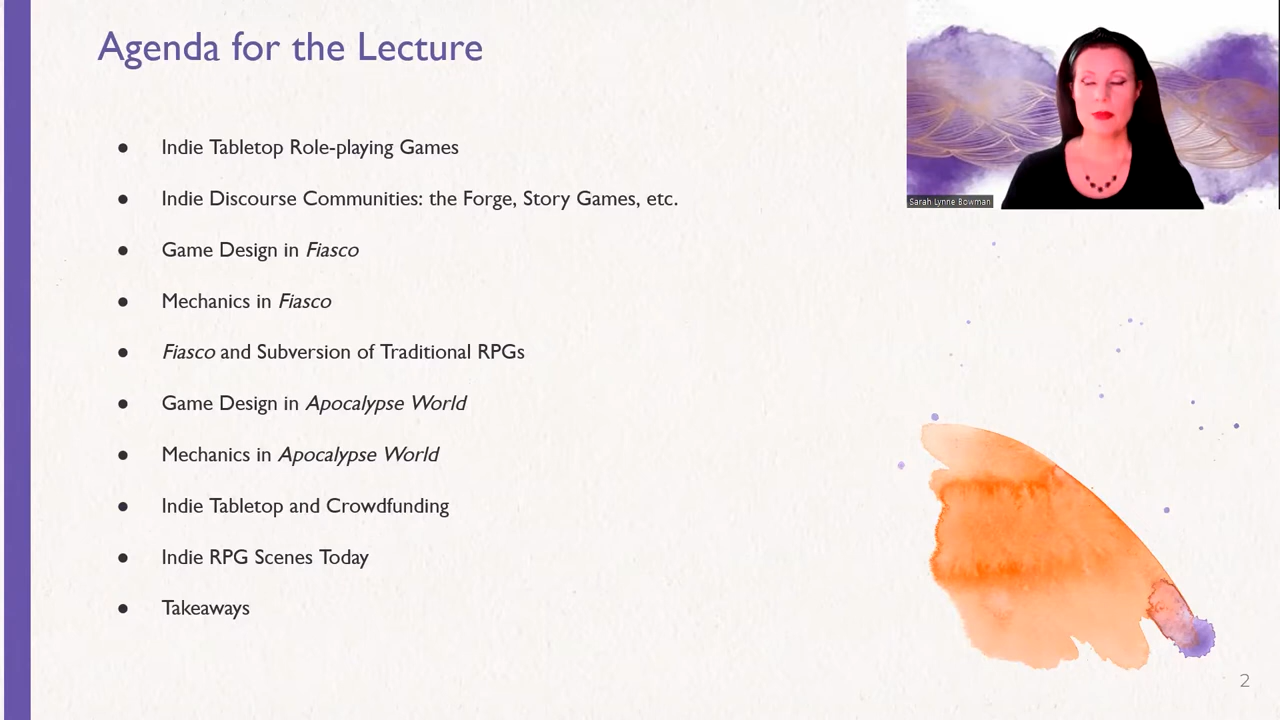 Agenda for the Lecture
● Indie Tabletop Role-playing Games
● Indie Discourse Communities: the Forge, Story Games, etc.
● Game Design in Fiasco
● Mechanics in Fiasco
● Fiasco and Subversion of Traditional RPGs
● Game Design in Apocalypse World
● Mechanics in Apocalypse World
● Indie Tabletop and Crowdfunding
● Indie RPG Scenes Today
● Takeaways
Sarah Lynne Bowman
2